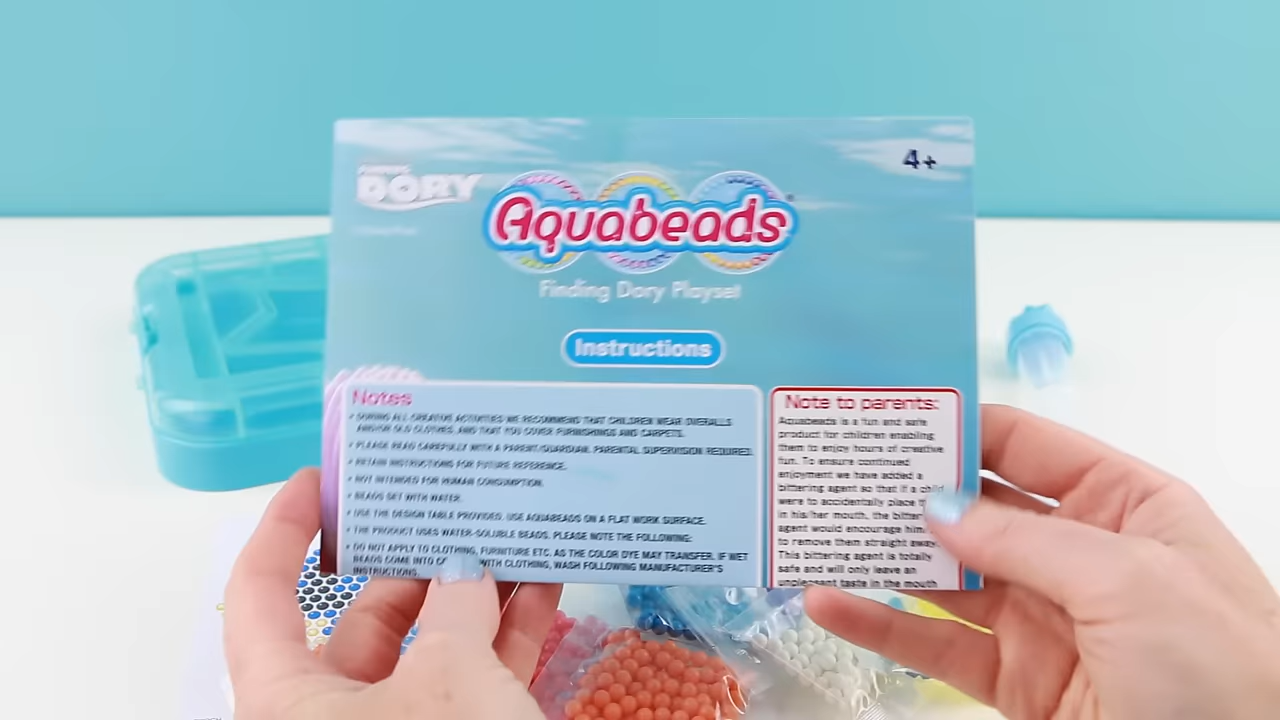 4+
FINDING
DORY
Aquabeads
Finding Dory Playset
Instructions
Notes
• DURING ALL CREATIVE ACTIVITIES WE RECOMMEND THAT CHILDREN WEAR OVERALLS
AND/OR OLD CLOTHES, AND THAT YOU COVER FURNISHINGS AND CARPETS.
• PLEASE READ CAREFULLY WITH A PARENT/GUARDIAN. PARENTAL SUPERVISION REQUIRED.
• RETAIN INSTRUCTIONS FOR FUTURE REFERENCE.
• NOT INTENDED FOR HUMAN CONSUMPTION.
• BEADS SET WITH WATER.
• USE THE DESIGN TABLE PROVIDED. USE AQUABEADS ON A FLAT WORK SURFACE.
• THE PRODUCT USES WATER-SOLUBLE BEADS. PLEASE NOTE THE FOLLOWING:
• DO NOT APPLY TO CLOTHING, FURNITURE ETC. AS THE COLOR DYE MAY TRANSFER. IF WET
BEADS COME INTO WITH CLOTHING, WASH FOLLOWING MANUFACTURER'S
INSTRUCTIONS.
Note to parents:
Aquabeads is a fun and safe
product for children enabling
them to enjoy hours of creative
fun. To ensure continued
enjoyment we have added a
bittering agent so that if a child
were to accidentally place
in his/her mouth, the bitter
agent would encourage him/
to remove them straight away.
This bittering agent is totally
safe and will only leave an
unpleasant taste in the mouth